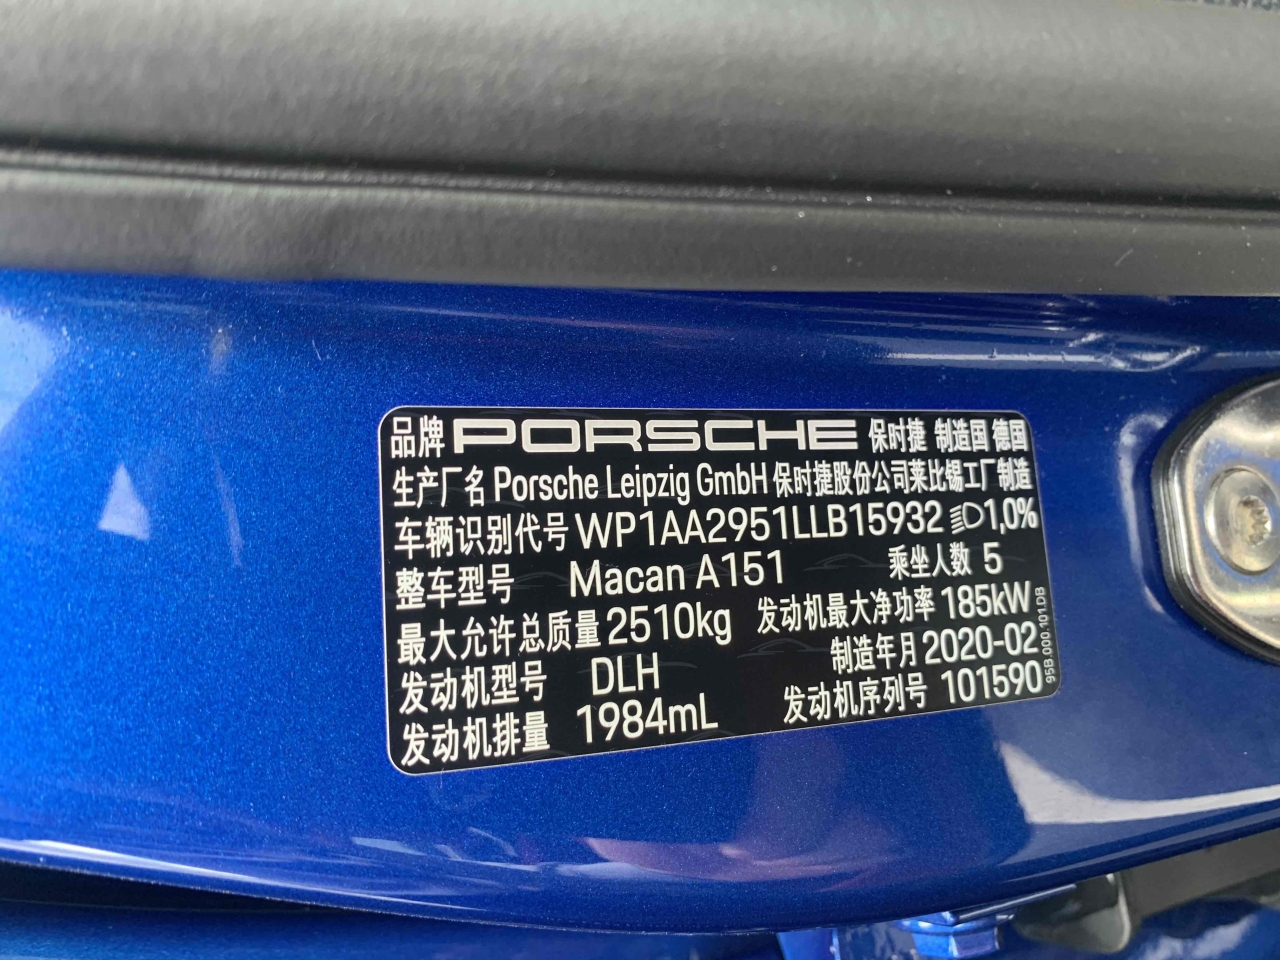 品牌 PORSCHE 保时捷 制造国 德国
生产厂名 Porsche Leipzig GmbH 保时捷股份公司莱比锡工厂制造
车辆识别代号 WP1AA2951LLB15932 1,0%
整车型号 Macan A151 乘坐人数 5
最大允许总质量 2510kg 发动机最大净功率 185kW
发动机型号 DLH 制造年月 2020-02
发动机排量 1984mL 发动机序列号 101590
95B.000.101.DB